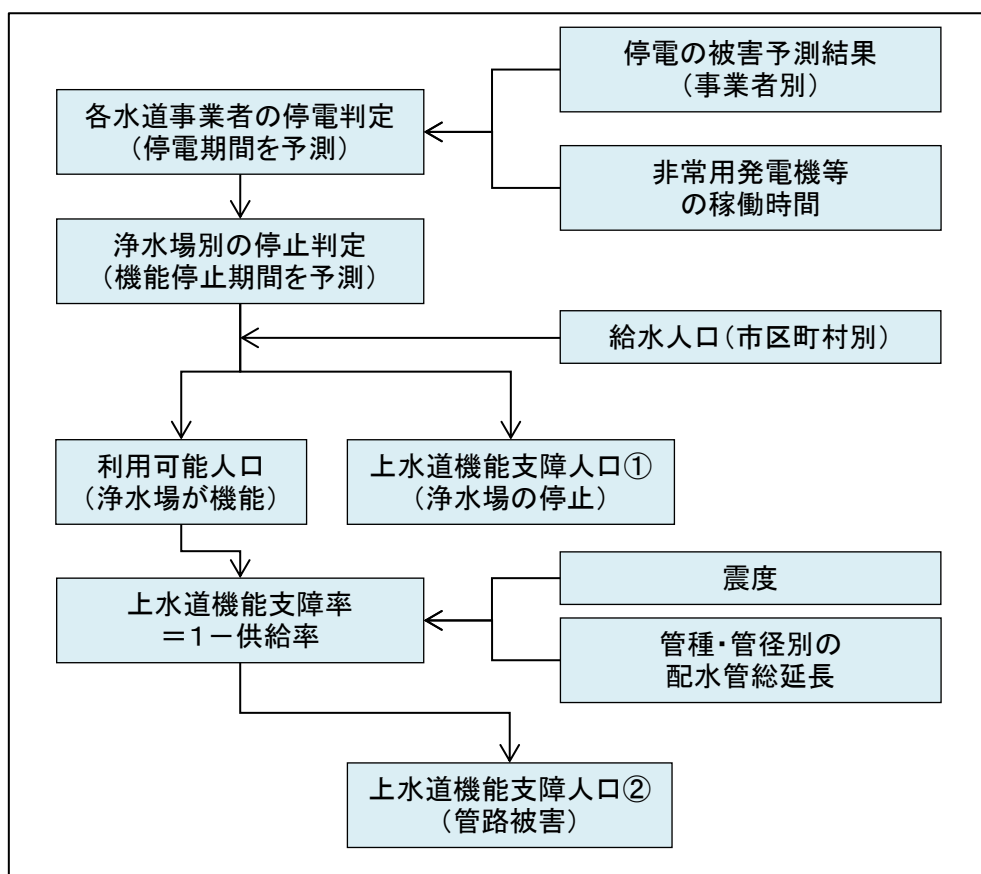 停電の被害予測結果
（事業者別）
各水道事業者の停電判定
（停電期間を予測）
非常用発電機等
の稼働時間
浄水場別の停止判定
（機能停止期間を予測）
給水人口（市区町村別）
利用可能人口
（浄水場が機能）
上水道機能支障人口①
（浄水場の停止）
上水道機能支障率
＝１－供給率
震度
管種・管径別の
配水管総延長
上水道機能支障人口②
（管路被害）